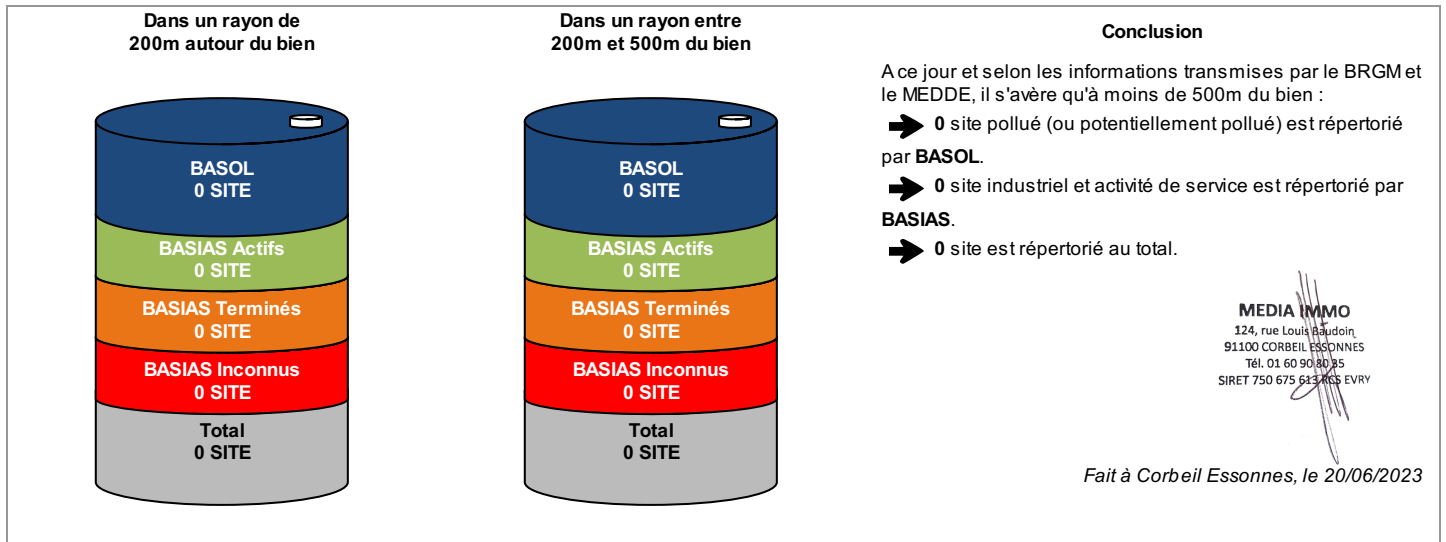 Dans un rayon de
200m autour du bien
BASOL
0 SITE
BASIAS Actifs
0 SITE
BASIAS Terminés
0 SITE
BASIAS Inconnus
0 SITE
Total
0 SITE
Dans un rayon entre
200m et 500m du bien
BASOL
0 SITE
BASIAS Actifs
0 SITE
BASIAS Terminés
0 SITE
BASIAS Inconnus
0 SITE
Total
0 SITE
Conclusion
A ce jour et selon les informations transmises par le BRGM et
le MEDDE, il s'avère qu'à moins de 500m du bien :
0 site pollué (ou potentiellement pollué) est répertorié
par BASOL.
0 site industriel et activité de service est répertorié par
BASIAS.
0 site est répertorié au total.
MEDIA IMMO
124, rue Louis Baudoin
91100 CORBEIL ESSONNES
Tél. 01 60 90 80 85
SIRET 750 675 613 RCS EVRY
Fait à Corbeil Essonnes, le 20/06/2023